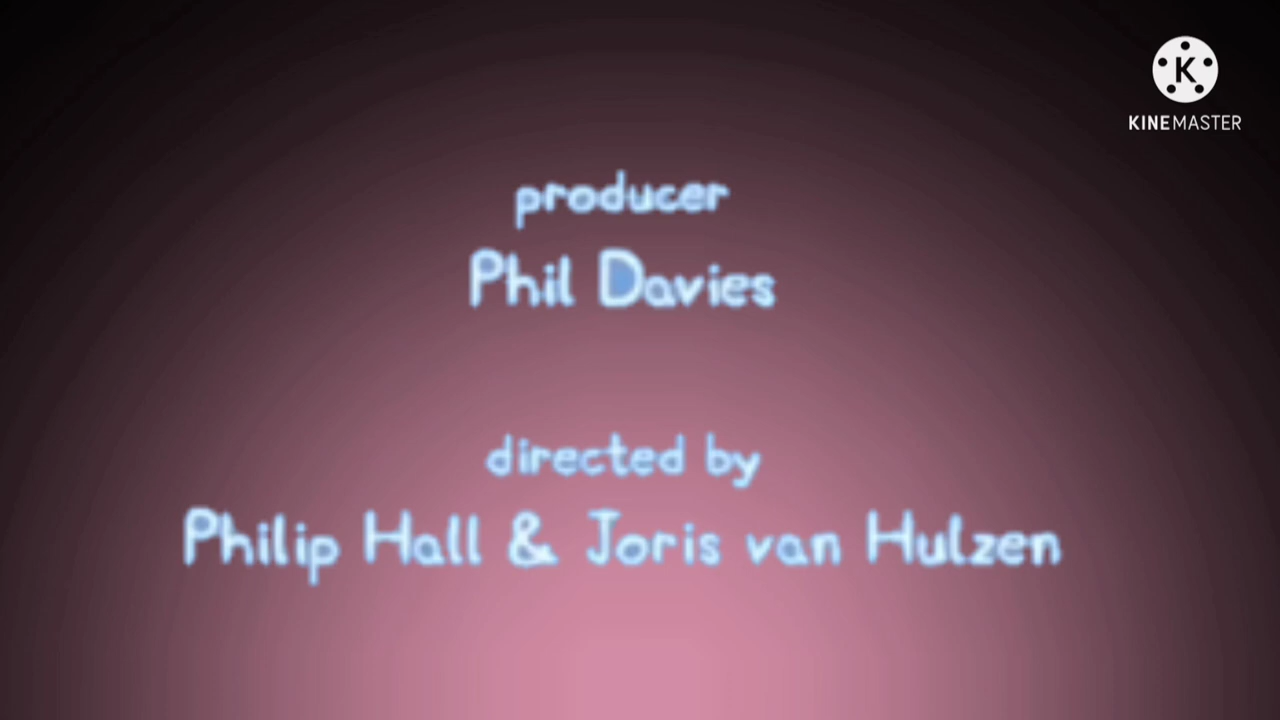 KINEMASTER
producer
Phil Davies
directed by
Philip Hall & Joris van Hulzen